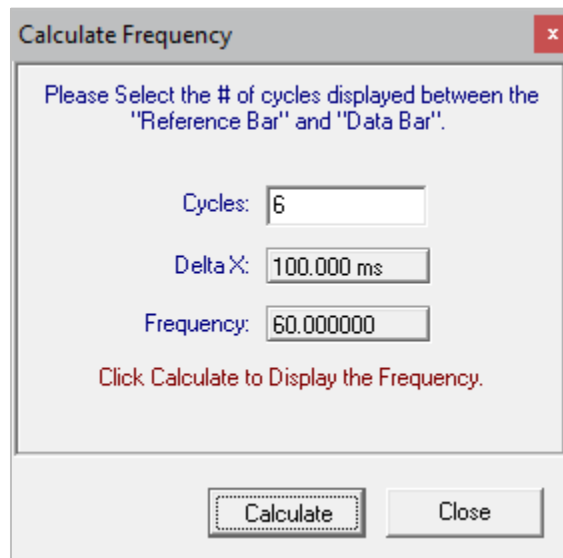 Calculate Frequency
x
Please Select the # of cycles displayed between the
"Reference Bar" and "Data Bar".
Cycles: 6
Delta X: 100.000 ms
Frequency: 60.000000
Click Calculate to Display the Frequency.
Calculate Close